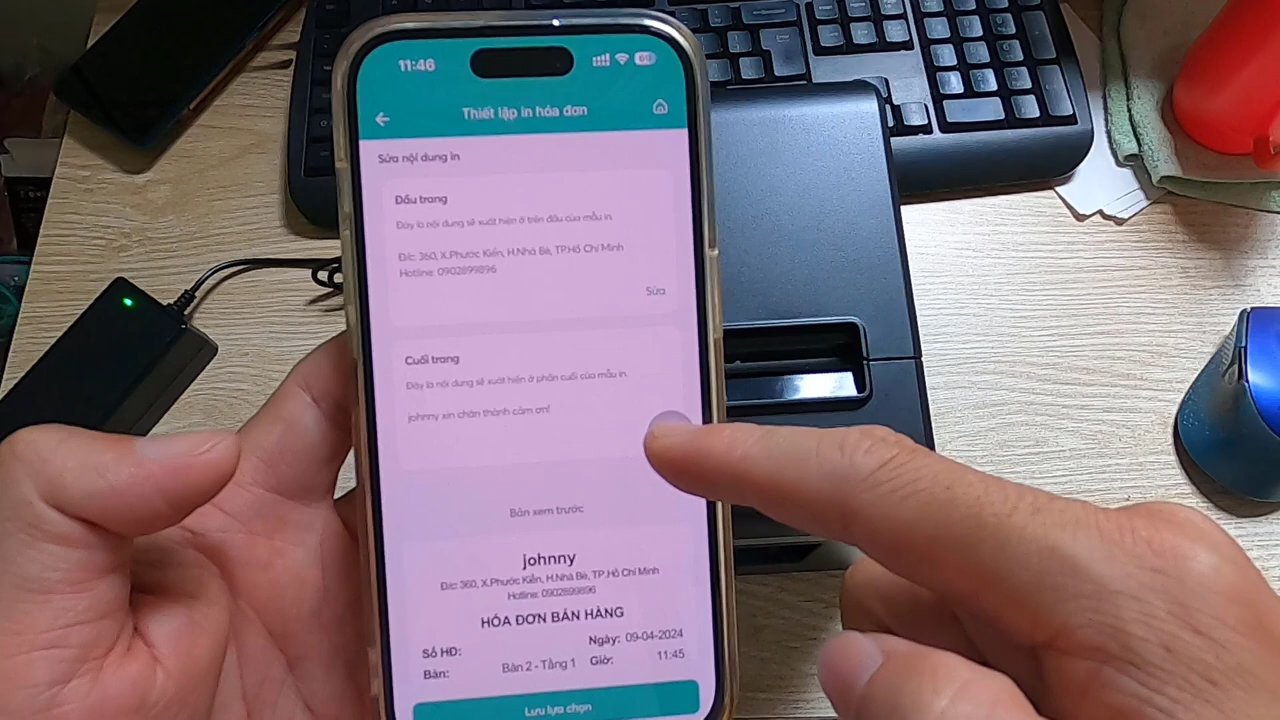 11:46
Thiết lập in hóa đơn
Sửa nội dung in
Đầu trang
Đây là nội dung sẽ xuất hiện ở trên đầu của mẫu in.
Đ/c: 360, X.Phước Kiển, H.Nhà Bè, TP.Hồ Chí Minh
Hotline: 0902899896
Sửa
Cuối trang
Đây là nội dung sẽ xuất hiện ở phần cuối của mẫu in.
johnny xin chân thành cảm ơn!
Bản xem trước
johnny
Đ/c: 360, X.Phước Kiển, H.Nhà Bè, TP.Hồ Chí Minh
Hotline: 0902899896
HÓA ĐƠN BÁN HÀNG
Số HĐ: Ngày: 09-04-2024
Bàn: Bàn 2 - Tầng 1 Giờ: 11:45
Lưu lựa chọn